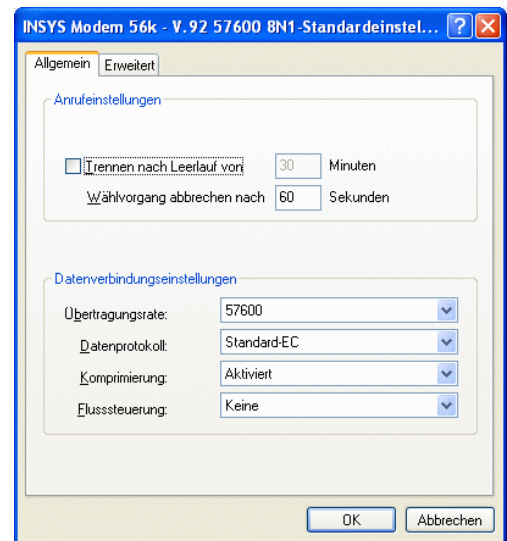 INSYS Modem 56k - V.92 57600 8N1-Standardeinstel... ?
Allgemein Erweitert
Anrufeinstellungen
Trennen nach Leerlauf von 30 Minuten
Wählvorgang abbrechen nach 60 Sekunden
Datenverbindungseinstellungen
Übertragungsrate: 57600
Datenprotokoll: Standard-EC
Komprimierung: Aktiviert
Flusssteuerung: Keine
OK Abbrechen